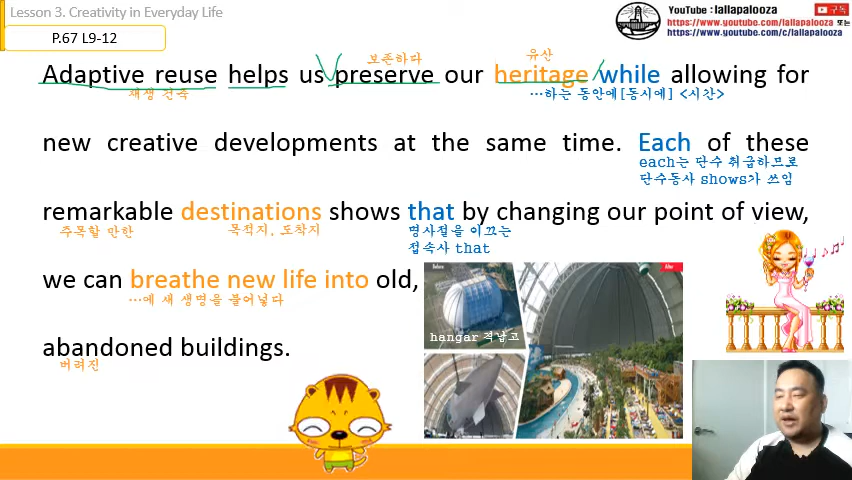 Lesson 3. Creativity in Everyday Life
P.67 L9-12
YouTube : lallapalooza
구독
https://www.youtube.com/lallapalooza 또는
https://www.youtube.com/c/lallapalooza
보존하다
유산
Adaptive reuse helps us preserve our heritage while allowing for
재생 건축
…하는 동안에[동시에] <시간>
new creative developments at the same time. Each of these
each는 단수 취급하므로
단수동사 shows가 쓰임
remarkable destinations shows that by changing our point of view,
주목할 만한
목적지, 도착지
명사절을 이끄는
접속사 that
we can breathe new life into old,
…에 새 생명을 불어넣다
Before
After
hangar 격납고
abandoned buildings.
버려진